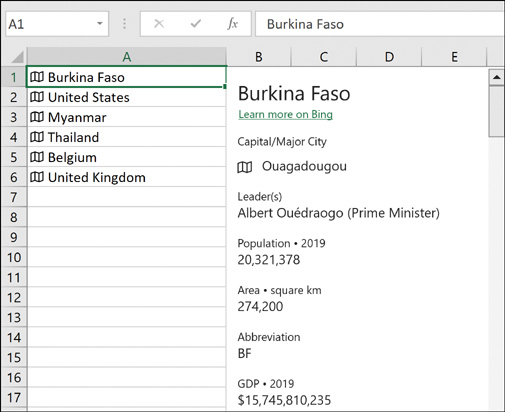 A1 fx Burkina Faso
A B C D E
1 Burkina Faso
2 United States
3 Myanmar
4 Thailand
5 Belgium
6 United Kingdom
7
8
9
10
11
12
13
14
15
16
17
Burkina Faso
Learn more on Bing
Capital/Major City
Ouagadougou
Leader(s)
Albert Ouédraogo (Prime Minister)
Population • 2019
20,321,378
Area • square km
274,200
Abbreviation
BF
GDP • 2019
$15,745,810,235